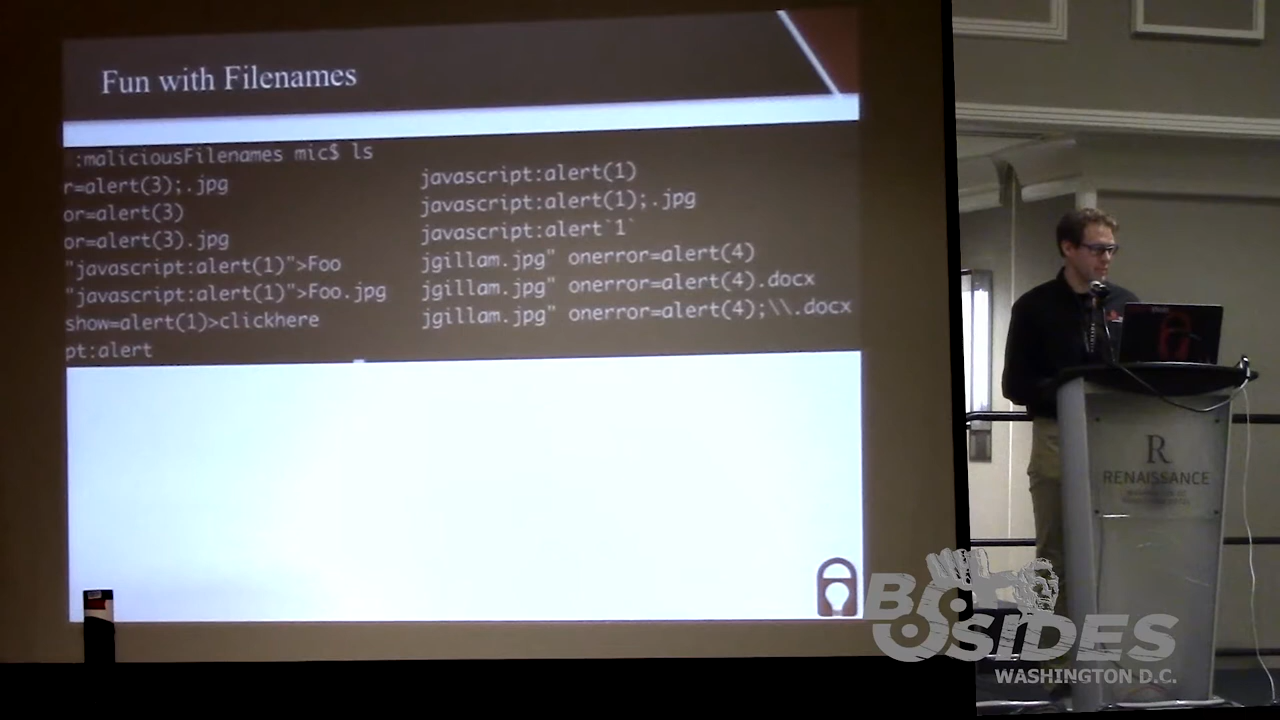 Fun with Filenames
:maliciousFilenames mic$ ls
r=alert(3);.jpg
or=alert(3)
or=alert(3).jpg
"javascript:alert(1)">Foo
"javascript:alert(1)">Foo.jpg
show=alert(1)>clickhere
pt:alert
javascript:alert(1)
javascript:alert(1);.jpg
javascript:alert`1`
jgillam.jpg" onerror=alert(4)
jgillam.jpg" onerror=alert(4).docx
jgillam.jpg" onerror=alert(4);\\.docx
R
RENAISSANCE
BSIDES
WASHINGTON D.C.